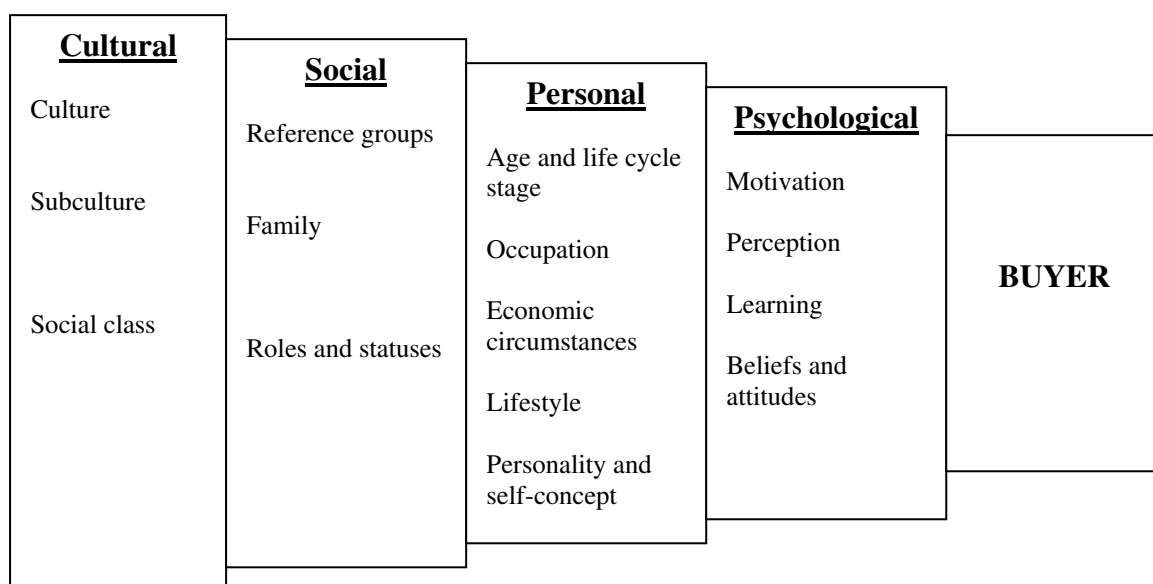 Cultural
Culture
Subculture
Social class
Social
Reference groups
Family
Roles and statuses
Personal
Age and life cycle
stage
Occupation
Economic
circumstances
Lifestyle
Personality and
self-concept
Psychological
Motivation
Perception
Learning
Beliefs and
attitudes
BUYER